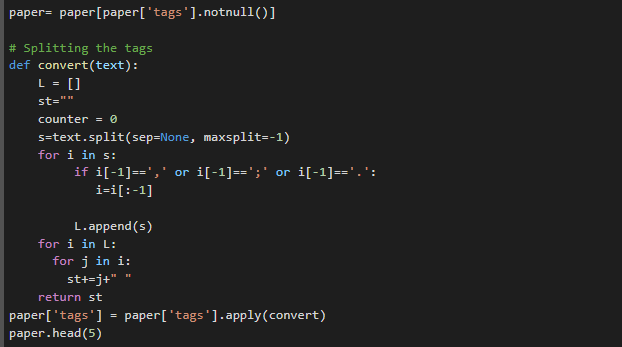 paper= paper[paper['tags'].notnull()]

# Splitting the tags
def convert(text):
    L = []
    st=""
    counter = 0
    s=text.split(sep=None, maxsplit=-1)
    for i in s:
         if i[-1]==',' or i[-1]==';' or i[-1]=='.':
            i=i[:-1]

         L.append(s)
    for i in L:
      for j in i:
        st+=j+" "
    return st
paper['tags'] = paper['tags'].apply(convert)
paper.head(5)